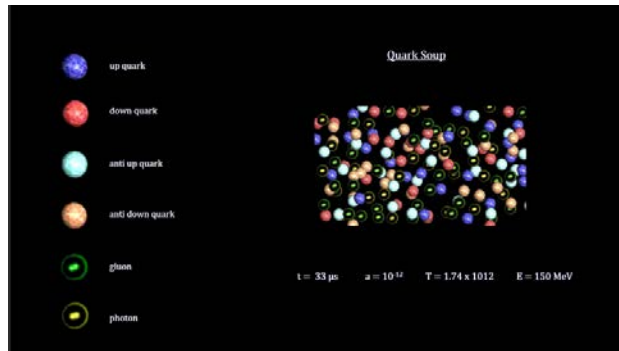 Quark Soup
up quark
down quark
anti up quark
anti down quark
gluon
photon
t = 33 μs a = 10⁻¹² T = 1.74 x 1012 E = 150 MeV